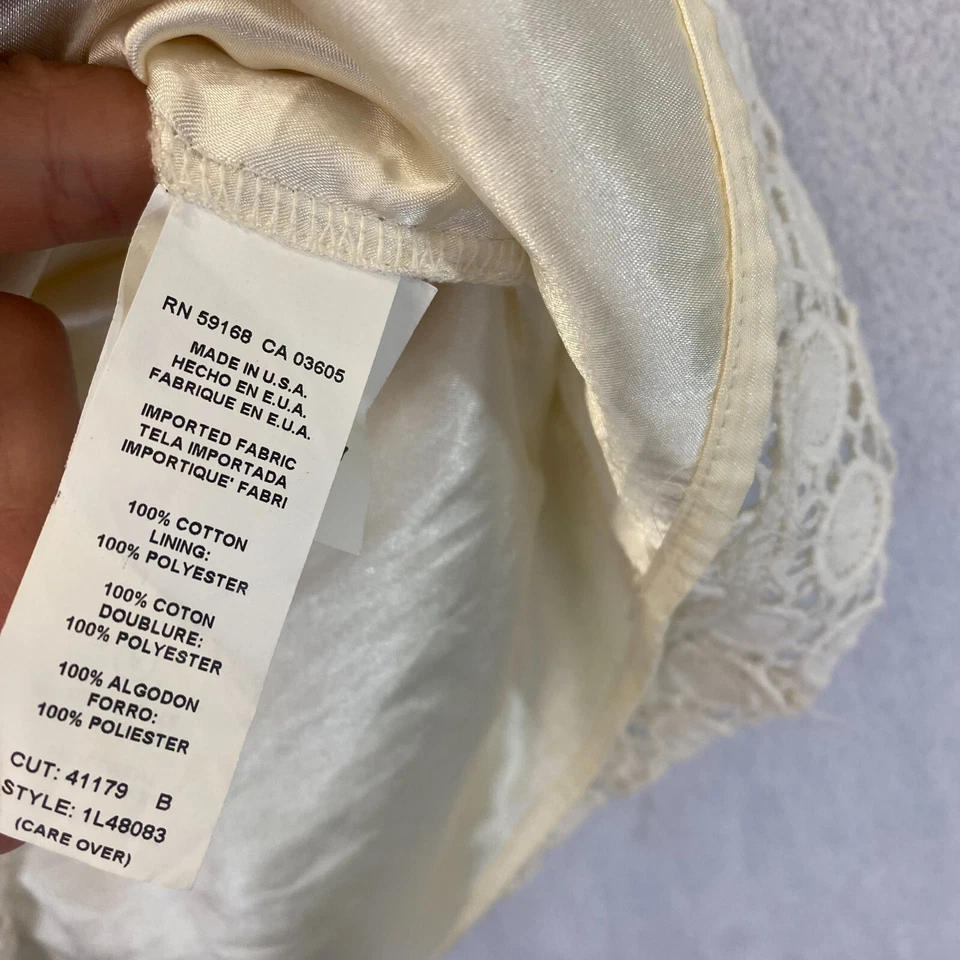 RN 59168 CA 03605
MADE IN U.S.A.
HECHO EN E.U.A.
FABRIQUE EN E.U.A.
IMPORTED FABRIC
TELA IMPORTADA
IMPORTIQUE' FABRI
100% COTTON
LINING:
100% POLYESTER
100% COTON
DOUBLURE:
100% POLYESTER
100% ALGODON
FORRO:
100% POLIESTER
CUT: 41179 B
STYLE: 1L48083
(CARE OVER)